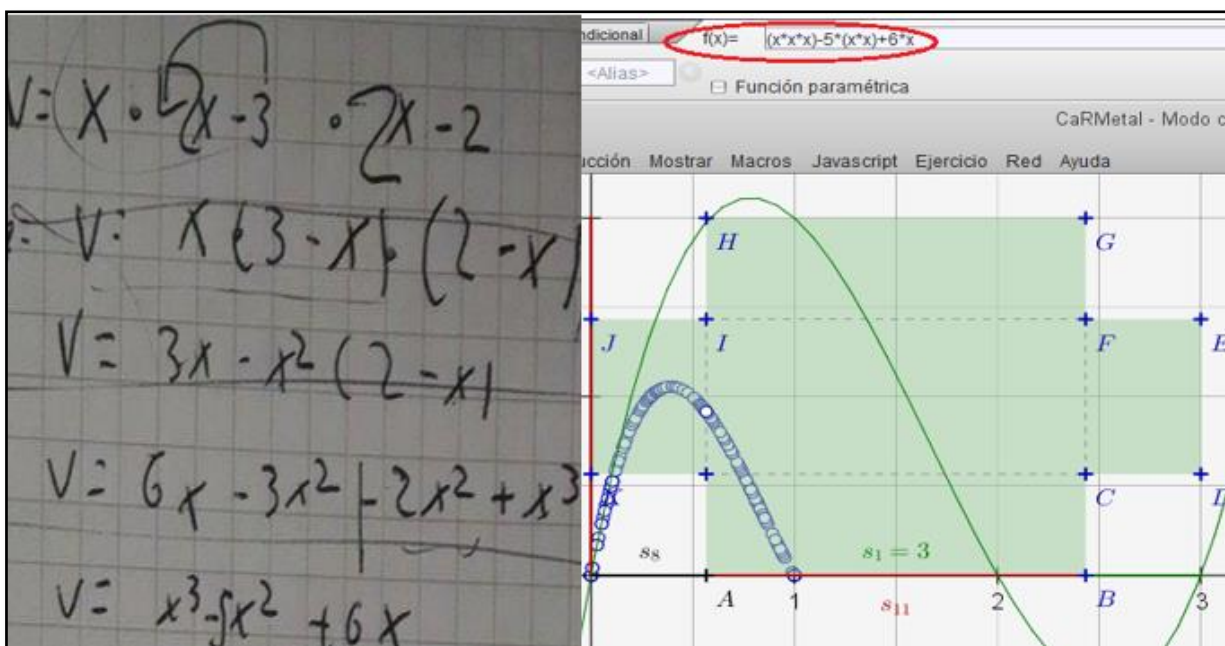 V= X · 2x-3 · 2x-2
V: x(3-x)·(2-x)
V= 3x - x² (2-x)
V= 6x - 3x² - 2x² + x³
V= x³-5x² +6x
ndicional f(x)= (x*x*x)-5*(x*x)+6*x
<Alias>
Función paramétrica
CaRMetal - Modo c
ucción Mostrar Macros Javascript Ejercicio Red Ayuda
H G
J I F E
K C D
s₈ s₁ = 3
A 1 s₁₁ 2 B 3